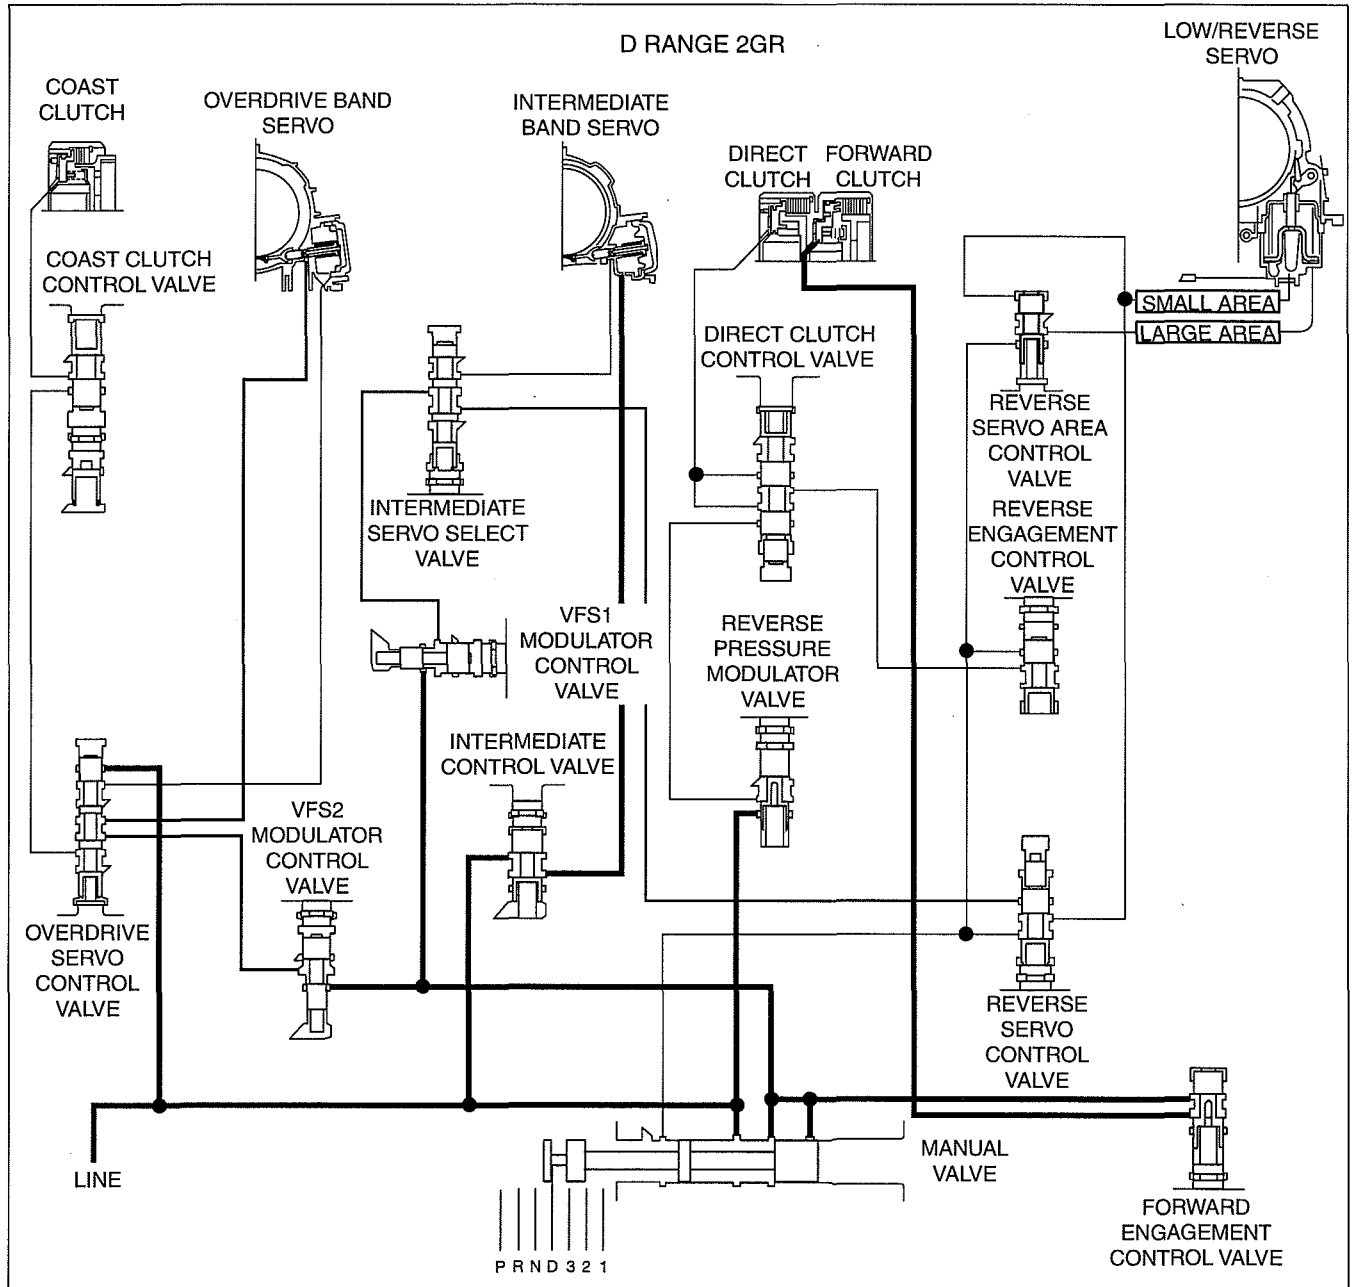 D RANGE 2GR
LOW/REVERSE
SERVO
COAST
CLUTCH
OVERDRIVE BAND
SERVO
INTERMEDIATE
BAND SERVO
DIRECT
CLUTCH
FORWARD
CLUTCH
COAST CLUTCH
CONTROL VALVE
SMALL AREA
LARGE AREA
DIRECT CLUTCH
CONTROL VALVE
REVERSE
SERVO AREA
CONTROL
VALVE
INTERMEDIATE
SERVO SELECT
VALVE
REVERSE
ENGAGEMENT
CONTROL
VALVE
VFS1
MODULATOR
CONTROL
VALVE
REVERSE
PRESSURE
MODULATOR
VALVE
INTERMEDIATE
CONTROL VALVE
VFS2
MODULATOR
CONTROL
VALVE
OVERDRIVE
SERVO
CONTROL
VALVE
REVERSE
SERVO
CONTROL
VALVE
LINE
MANUAL
VALVE
P R N D 3 2 1
FORWARD
ENGAGEMENT
CONTROL VALVE